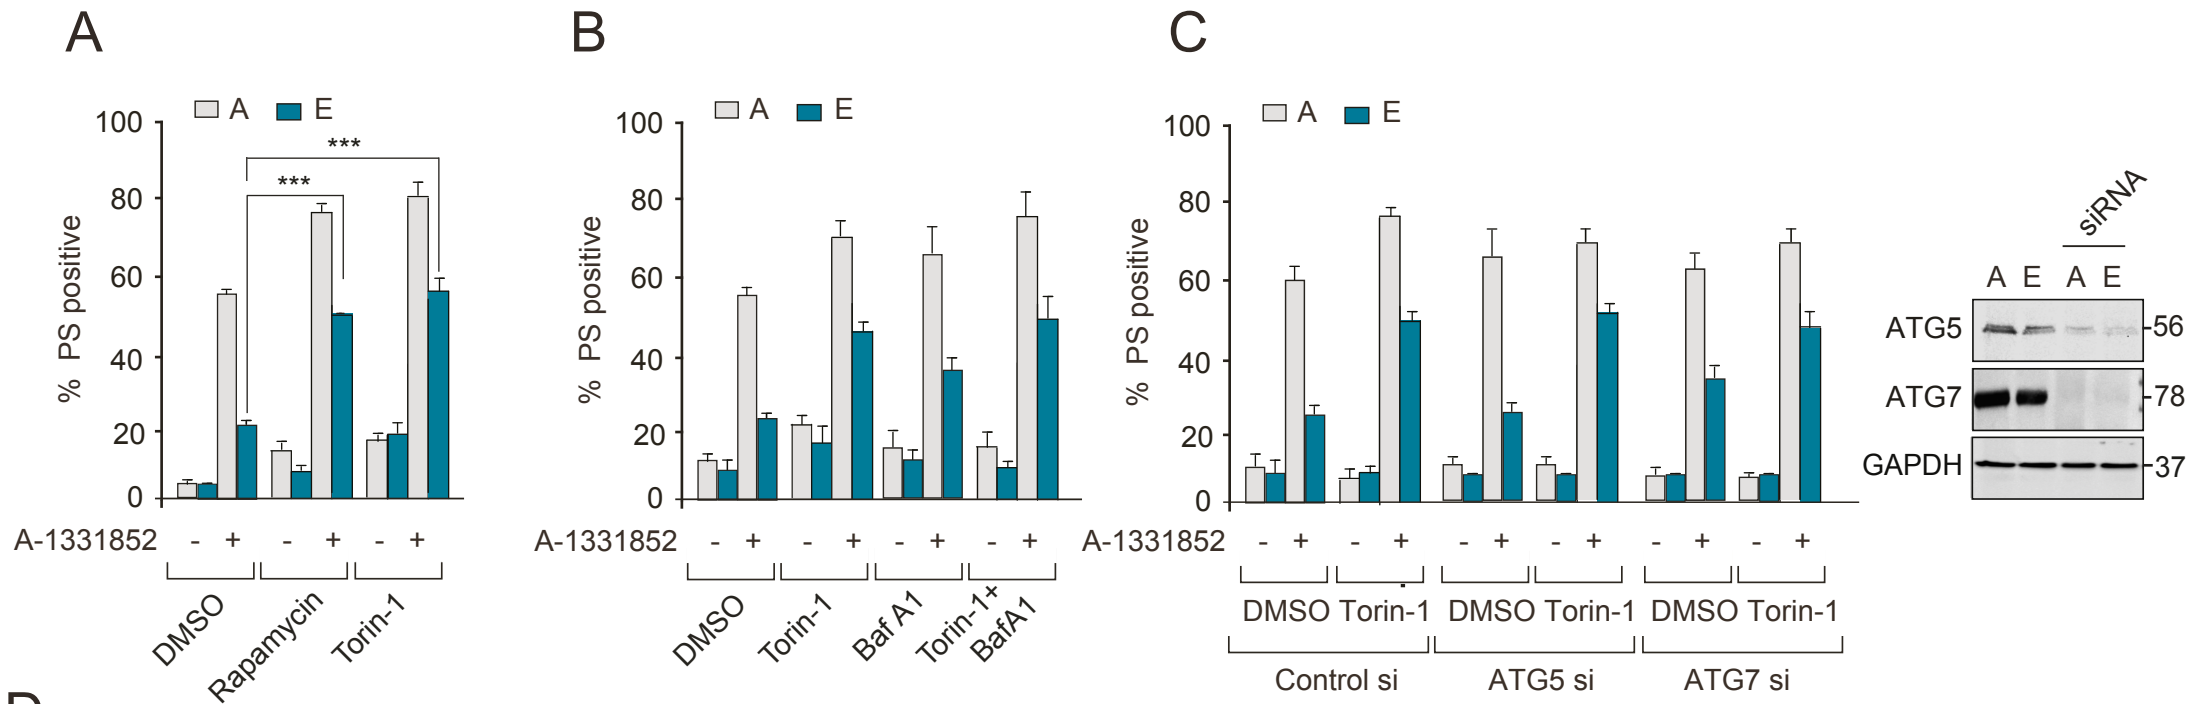 A
B
C
A E
100
80
60
40
20
0
% PS positive
***
***
A-1331852 - + - + - +
DMSO
Rapamycin
Torin-1
A E
100
80
60
40
20
0
% PS positive
A-1331852 - + - + - + - +
DMSO
Torin-1
Baf A1
Torin-1+
BafA1
A E
100
80
60
40
20
0
% PS positive
A-1331852 - + - + - + - + - + - +
DMSO Torin-1 DMSO Torin-1 DMSO Torin-1
Control si ATG5 si ATG7 si
siRNA
A E A E
ATG5 -56
ATG7 -78
GAPDH -37